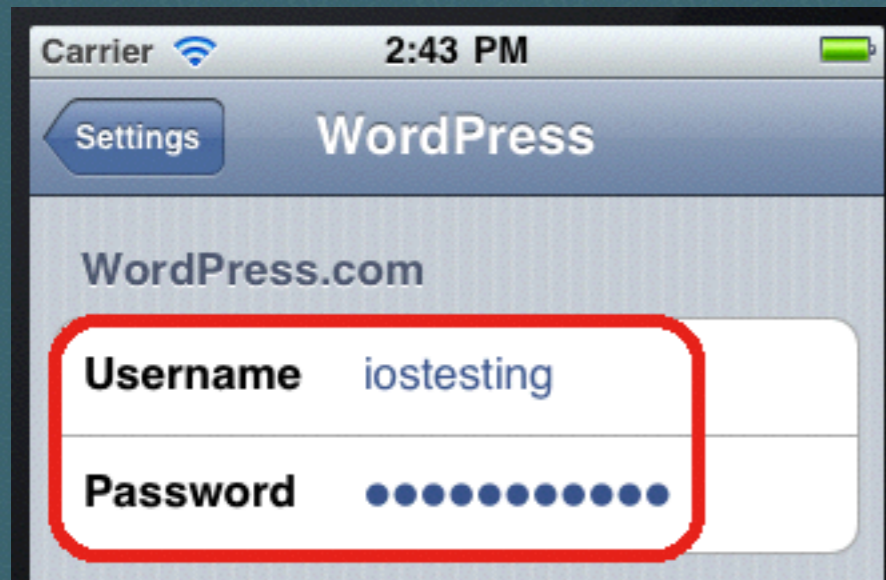 Carrier 2:43 PM
Settings WordPress
WordPress.com
Username iostesting
Password ●●●●●●●●●●●